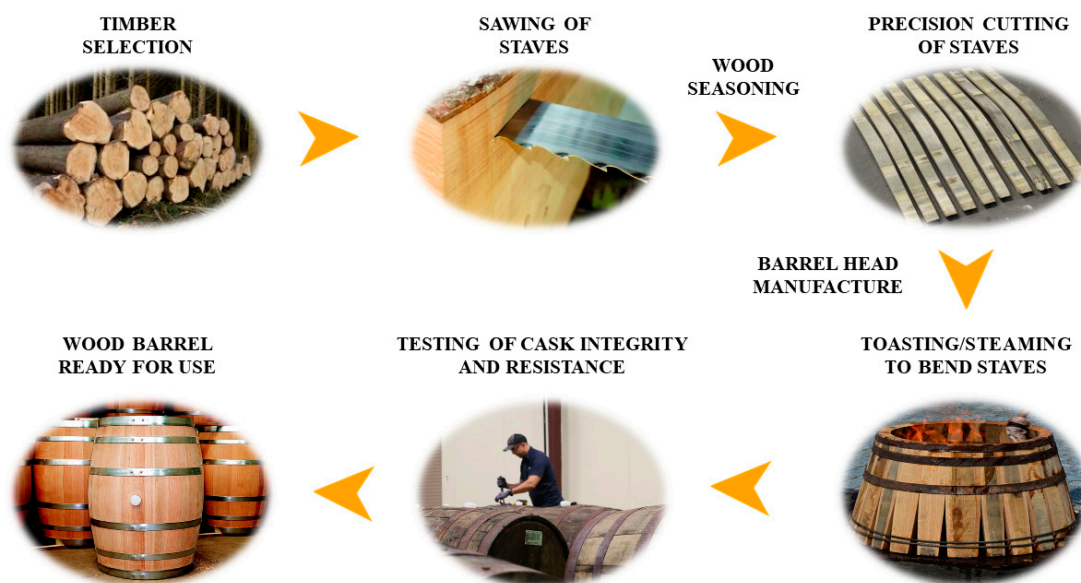 TIMBER
SELECTION
SAWING OF
STAVES
WOOD
SEASONING
PRECISION CUTTING
OF STAVES
BARREL HEAD
MANUFACTURE
TOASTING/STEAMING
TO BEND STAVES
TESTING OF CASK INTEGRITY
AND RESISTANCE
WOOD BARREL
READY FOR USE